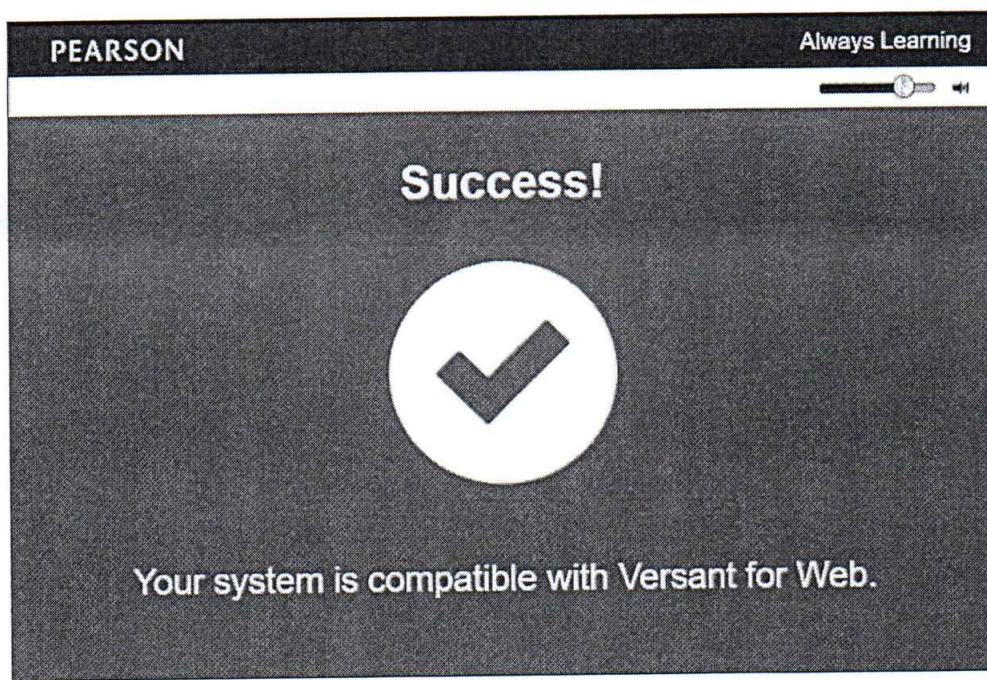 PEARSON
Always Learning
Success!
Your system is compatible with Versant for Web.